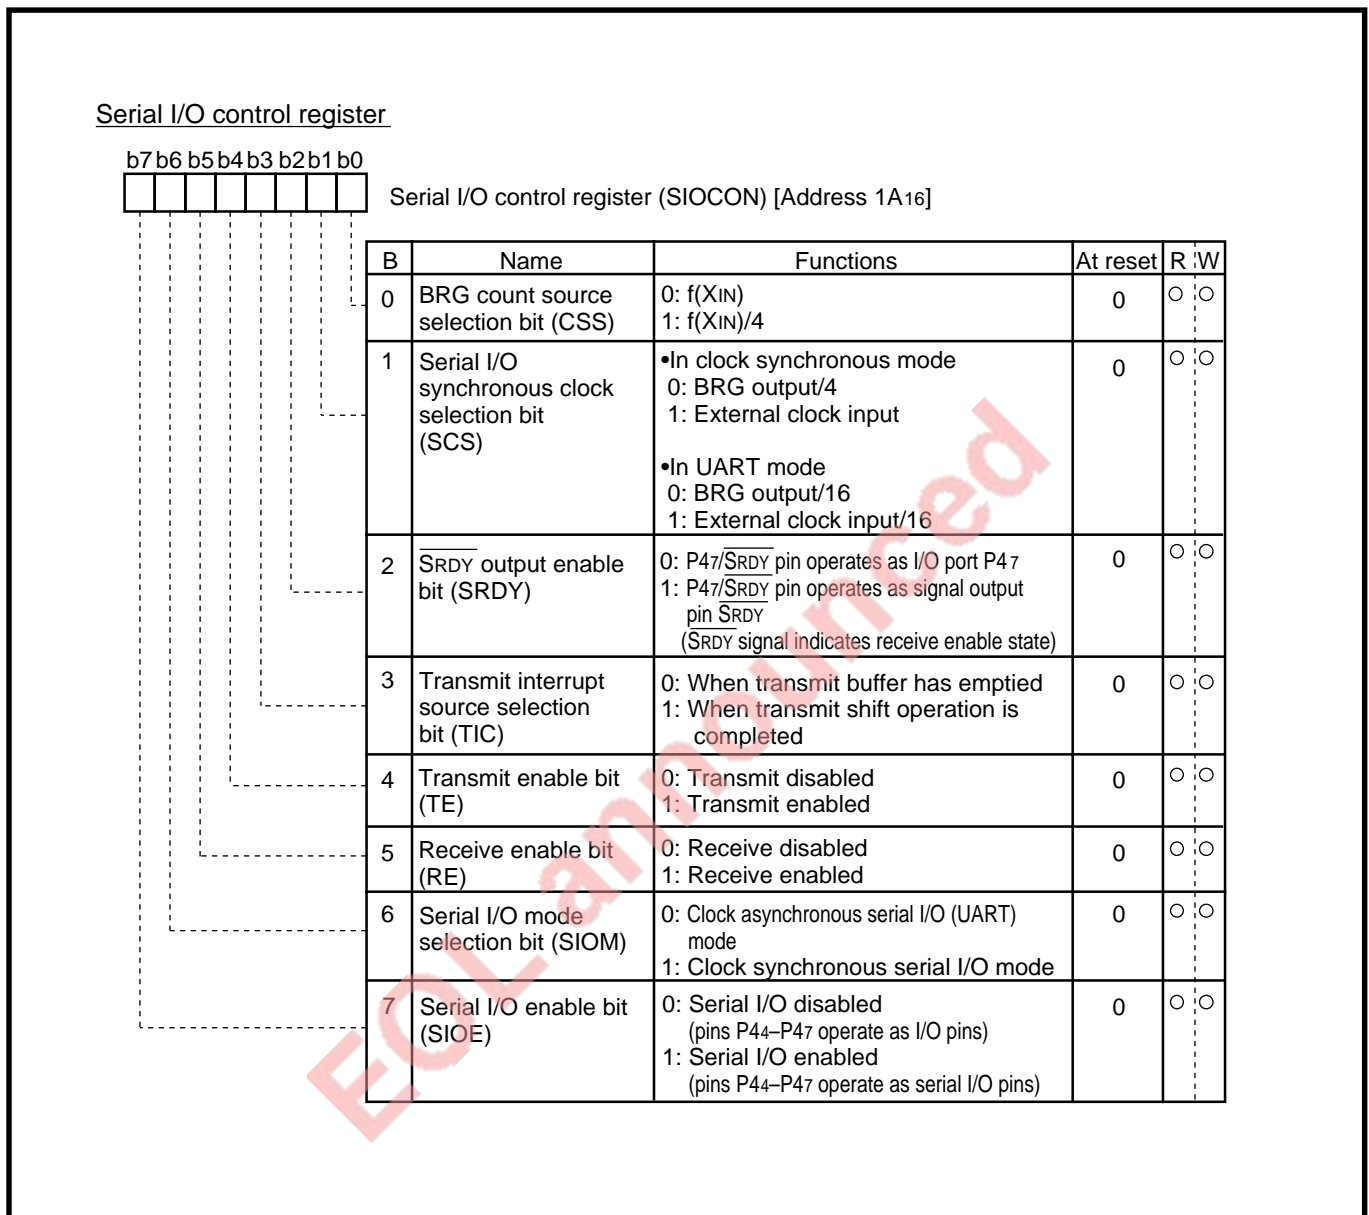 Serial I/O control register
b7 b6 b5 b4 b3 b2 b1 b0
Serial I/O control register (SIOCON) [Address 1A16]
B Name Functions At reset R W
0 BRG count source selection bit (CSS) 0: f(XIN) 0 ○ ○
1: f(XIN)/4
1 Serial I/O synchronous clock selection bit (SCS) •In clock synchronous mode 0 ○ ○
0: BRG output/4
1: External clock input
•In UART mode
0: BRG output/16
1: External clock input/16
2 SRDY output enable bit (SRDY) 0: P47/SRDY pin operates as I/O port P47 0 ○ ○
1: P47/SRDY pin operates as signal output
pin SRDY
(SRDY signal indicates receive enable state)
3 Transmit interrupt source selection bit (TIC) 0: When transmit buffer has emptied 0 ○ ○
1: When transmit shift operation is
completed
4 Transmit enable bit (TE) 0: Transmit disabled 0 ○ ○
1: Transmit enabled
5 Receive enable bit (RE) 0: Receive disabled 0 ○ ○
1: Receive enabled
6 Serial I/O mode selection bit (SIOM) 0: Clock asynchronous serial I/O (UART) 0 ○ ○
mode
1: Clock synchronous serial I/O mode
7 Serial I/O enable bit (SIOE) 0: Serial I/O disabled 0 ○ ○
(pins P44–P47 operate as I/O pins)
1: Serial I/O enabled
(pins P44–P47 operate as serial I/O pins)
EOL announced